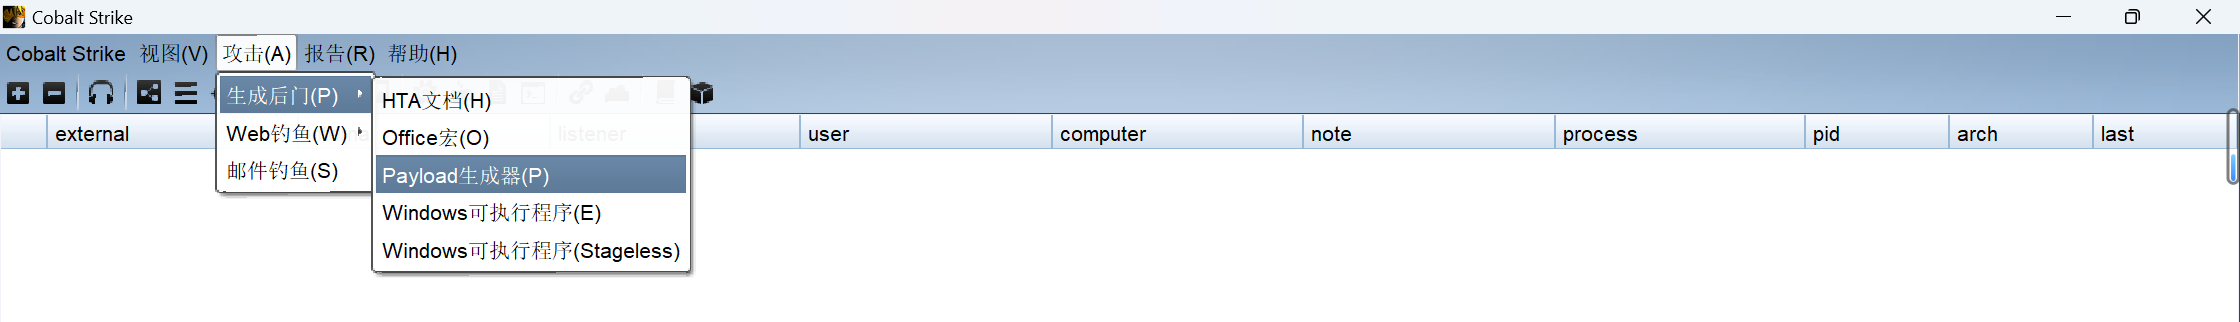 Cobalt Strike
Cobalt Strike 视图(V) 攻击(A) 报告(R) 帮助(H)
生成后门(P)
Web钓鱼(W)
邮件钓鱼(S)
HTA文档(H)
Office宏(O)
Payload生成器(P)
Windows可执行程序(E)
Windows可执行程序(Stageless)
external listener user computer note process pid arch last